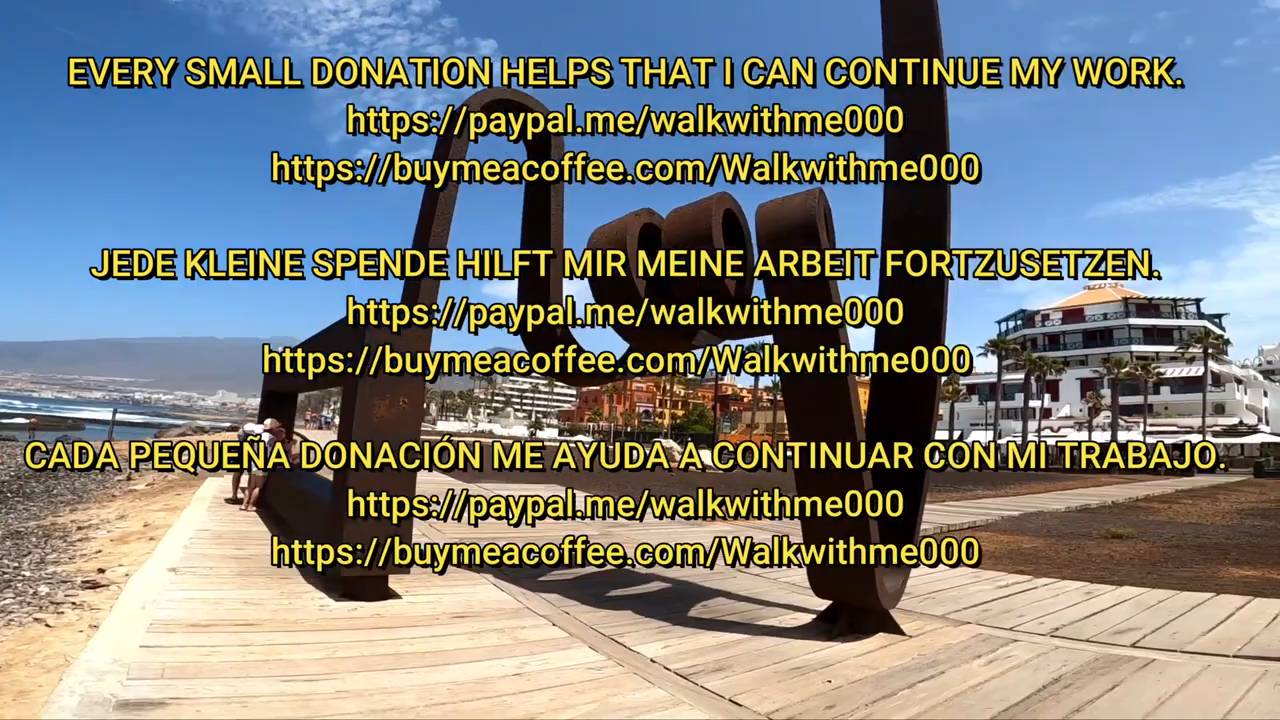 EVERY SMALL DONATION HELPS THAT I CAN CONTINUE MY WORK.
https://paypal.me/walkwithme000
https://buymeacoffee.com/Walkwithme000
JEDE KLEINE SPENDE HILFT MIR MEINE ARBEIT FORTZUSETZEN.
https://paypal.me/walkwithme000
https://buymeacoffee.com/Walkwithme000
CADA PEQUEÑA DONACIÓN ME AYUDA A CONTINUAR CON MI TRABAJO.
https://paypal.me/walkwithme000
https://buymeacoffee.com/Walkwithme000